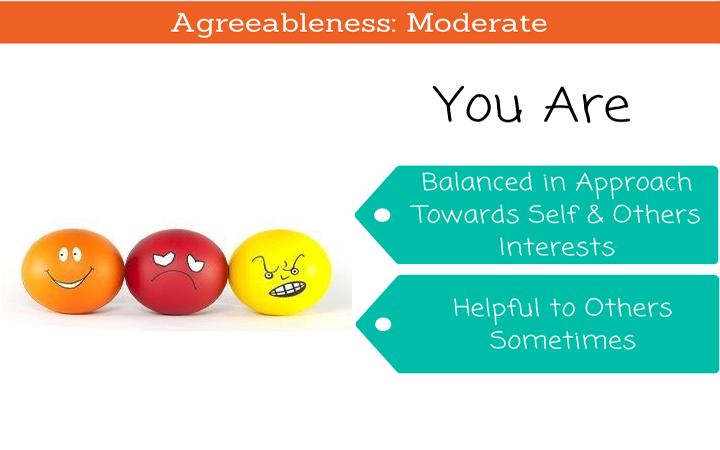 Agreeableness: Moderate
You Are
Balanced in Approach
Towards Self & Others
Interests
Helpful to Others
Sometimes